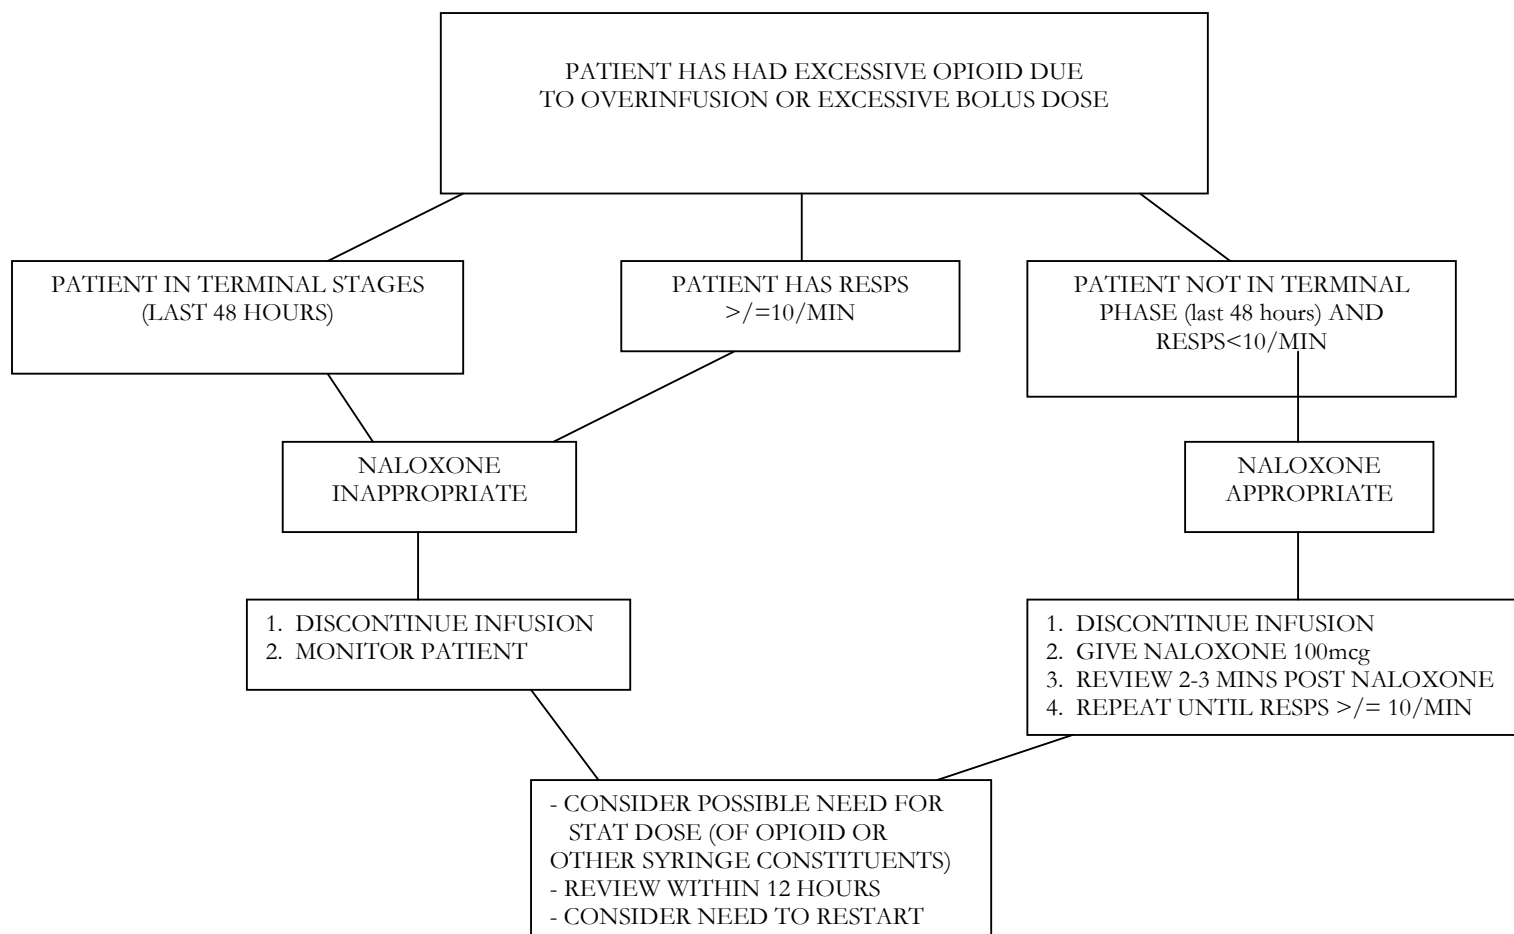 PATIENT HAS HAD EXCESSIVE OPIOID DUE
TO OVERINFUSION OR EXCESSIVE BOLUS DOSE
PATIENT IN TERMINAL STAGES
(LAST 48 HOURS)
PATIENT HAS RESPS
>/=10/MIN
PATIENT NOT IN TERMINAL
PHASE (last 48 hours) AND
RESPS<10/MIN
NALOXONE
INAPPROPRIATE
NALOXONE
APPROPRIATE
1. DISCONTINUE INFUSION
2. MONITOR PATIENT
1. DISCONTINUE INFUSION
2. GIVE NALOXONE 100mcg
3. REVIEW 2-3 MINS POST NALOXONE
4. REPEAT UNTIL RESPS >/= 10/MIN
- CONSIDER POSSIBLE NEED FOR
STAT DOSE (OF OPIOID OR
OTHER SYRINGE CONSTITUENTS)
- REVIEW WITHIN 12 HOURS
- CONSIDER NEED TO RESTART